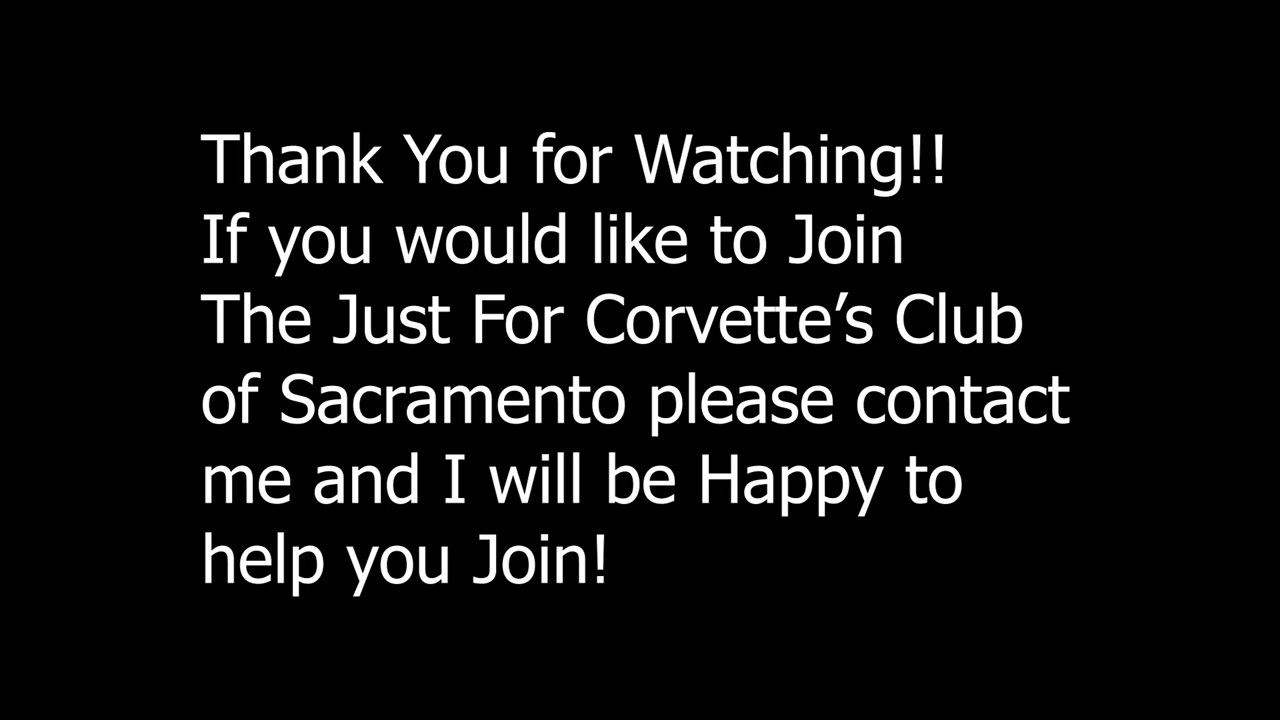 Thank You for Watching!!
If you would like to Join
The Just For Corvette’s Club
of Sacramento please contact
me and I will be Happy to
help you Join!